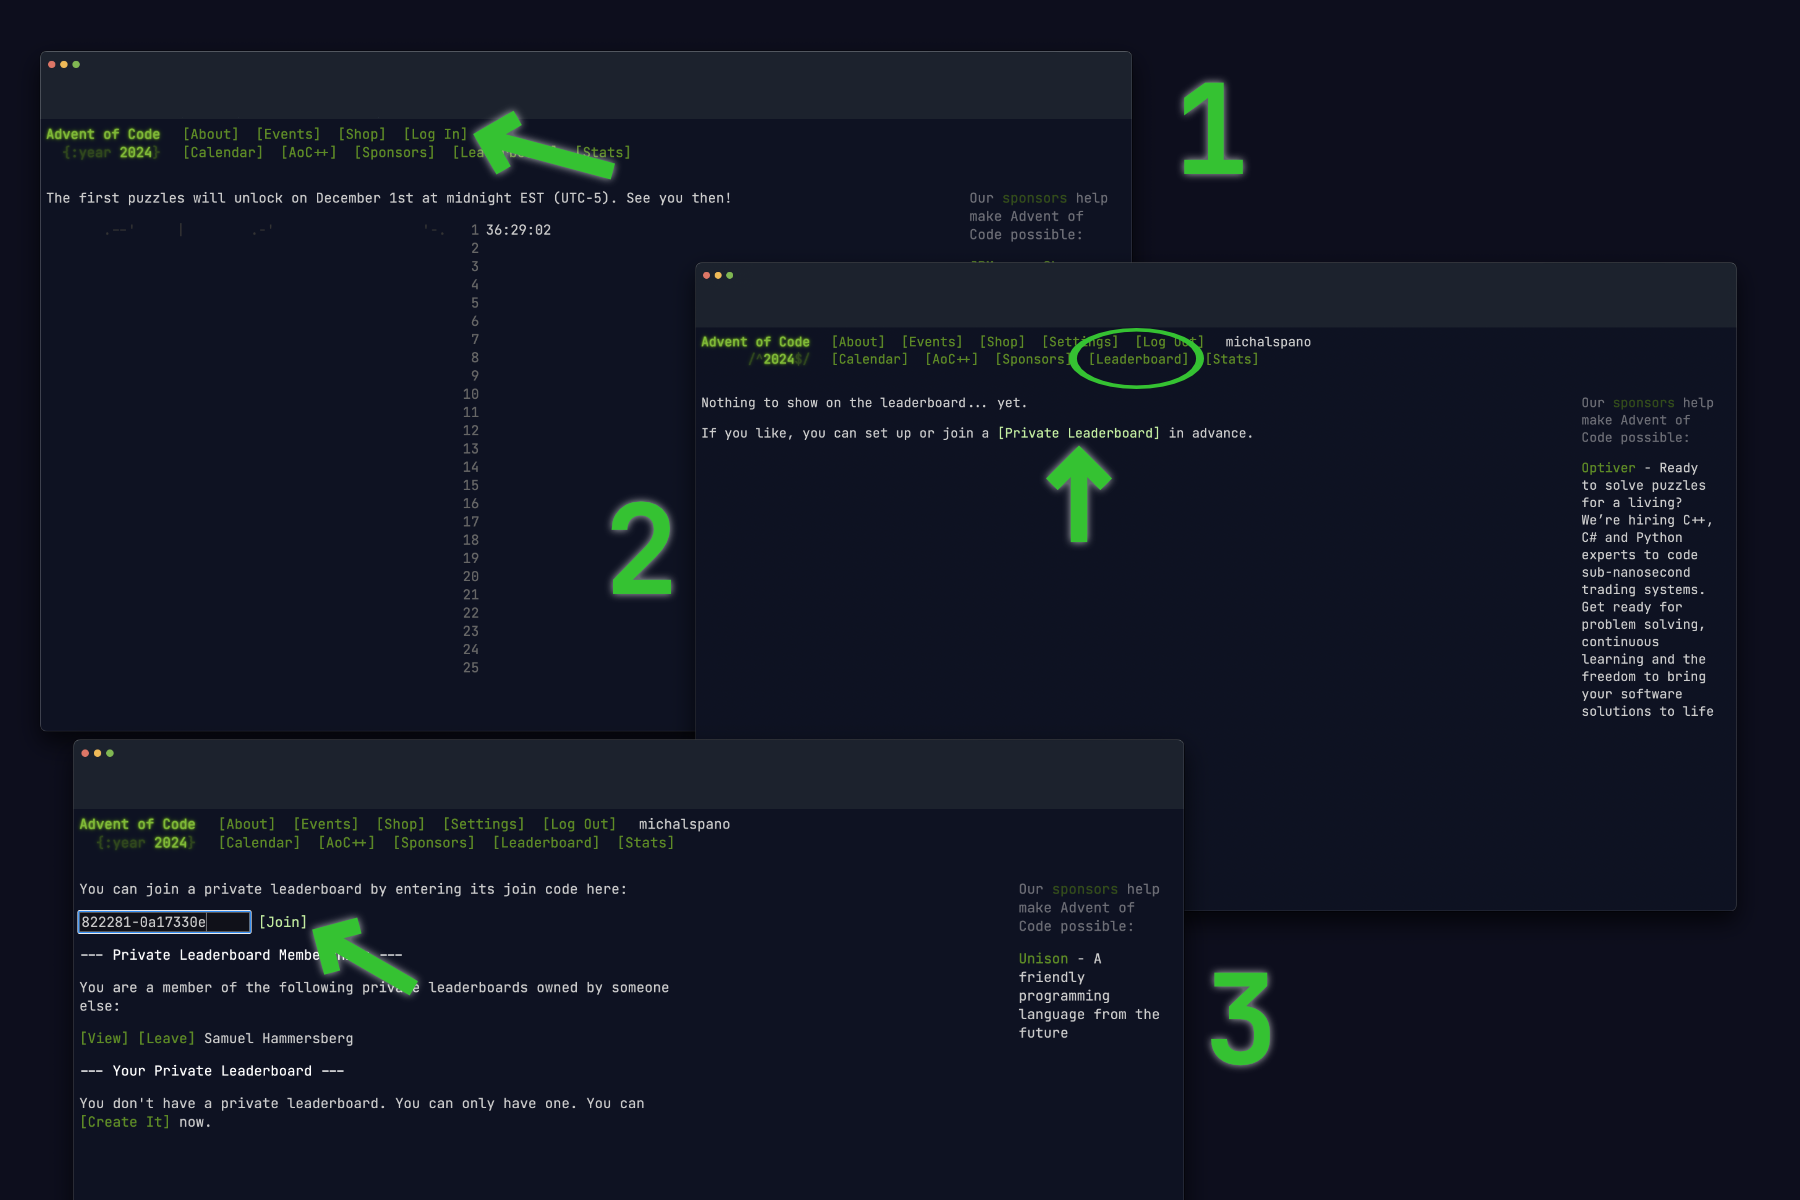 1
Advent of Code [About] [Events] [Shop] [Log In]
{:year 2024} [Calendar] [AoC++] [Sponsors] [Stats]
The first puzzles will unlock on December 1st at midnight EST (UTC-5). See you then!
Our sponsors help
make Advent of
Code possible:
.--' | .-' '-. 1 36:29:02
2
3
4
5
6
7
8
9
10
11
12
13
14
15
16
17
18
19
20
21
22
23
24
25
2
Advent of Code [About] [Events] [Shop] [Settings] [Log Out] michalspano
/^2024$/ [Calendar] [AoC++] [Sponsors] [Leaderboard] [Stats]
Nothing to show on the leaderboard... yet.
If you like, you can set up or join a [Private Leaderboard] in advance.
Our sponsors help
make Advent of
Code possible:
Optiver - Ready
to solve puzzles
for a living?
We’re hiring C++,
C# and Python
experts to code
sub-nanosecond
trading systems.
Get ready for
problem solving,
continuous
learning and the
freedom to bring
your software
solutions to life
3
Advent of Code [About] [Events] [Shop] [Settings] [Log Out] michalspano
{:year 2024} [Calendar] [AoC++] [Sponsors] [Leaderboard] [Stats]
You can join a private leaderboard by entering its join code here:
822281-0a17330e [Join]
--- Private Leaderboard ---
You are a member of the following private leaderboards owned by someone
else:
[View] [Leave] Samuel Hammersberg
--- Your Private Leaderboard ---
You don't have a private leaderboard. You can only have one. You can
[Create It] now.
Our sponsors help
make Advent of
Code possible:
Unison - A
friendly
programming
language from the
future